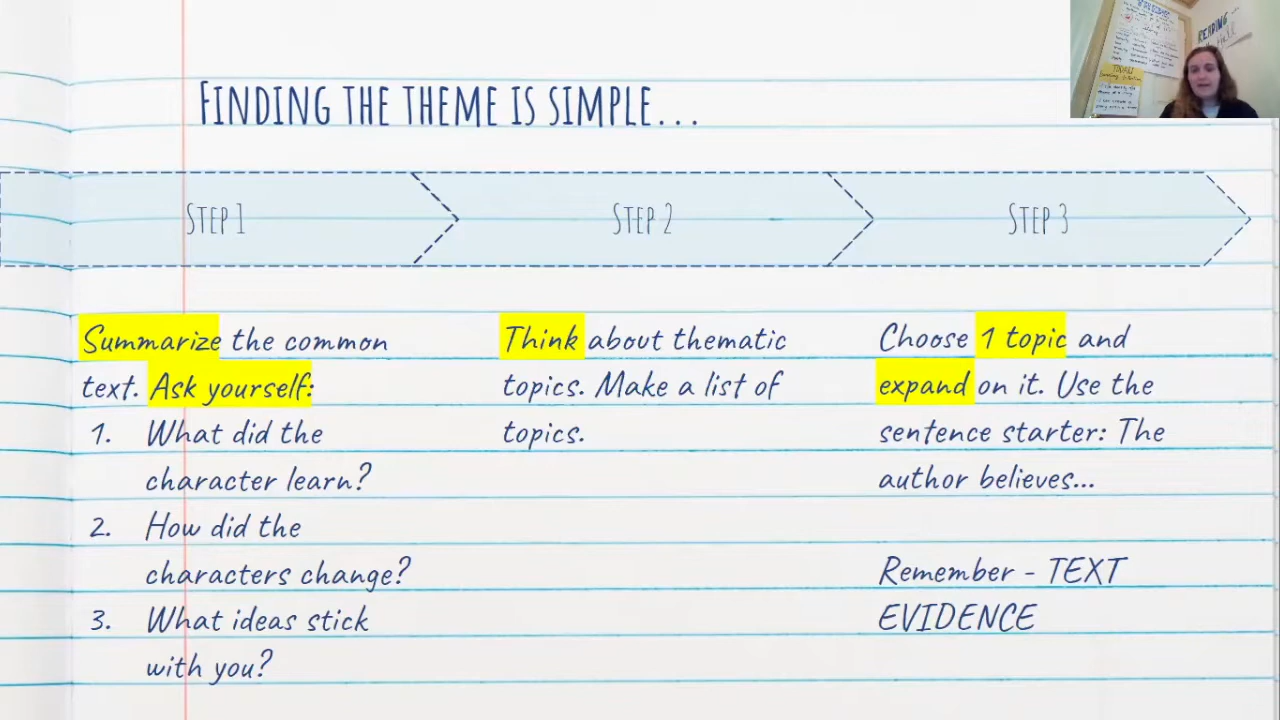 FINDING THE THEME IS SIMPLE...
STEP 1
STEP 2
STEP 3
Summarize the common
text. Ask yourself:
1. What did the
character learn?
2. How did the
characters change?
3. What ideas stick
with you?
Think about thematic
topics. Make a list of
topics.
Choose 1 topic and
expand on it. Use the
sentence starter: The
author believes...
Remember - TEXT
EVIDENCE
READING